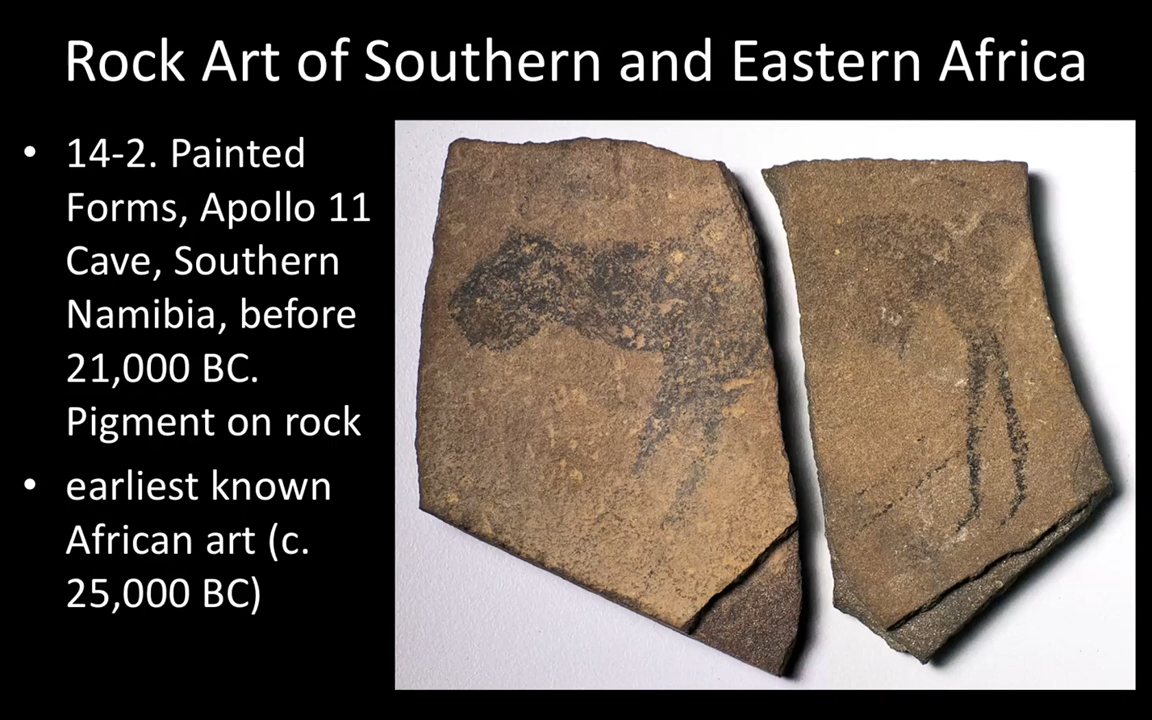 Rock Art of Southern and Eastern Africa
• 14-2. Painted
Forms, Apollo 11
Cave, Southern
Namibia, before
21,000 BC.
Pigment on rock
• earliest known
African art (c.
25,000 BC)